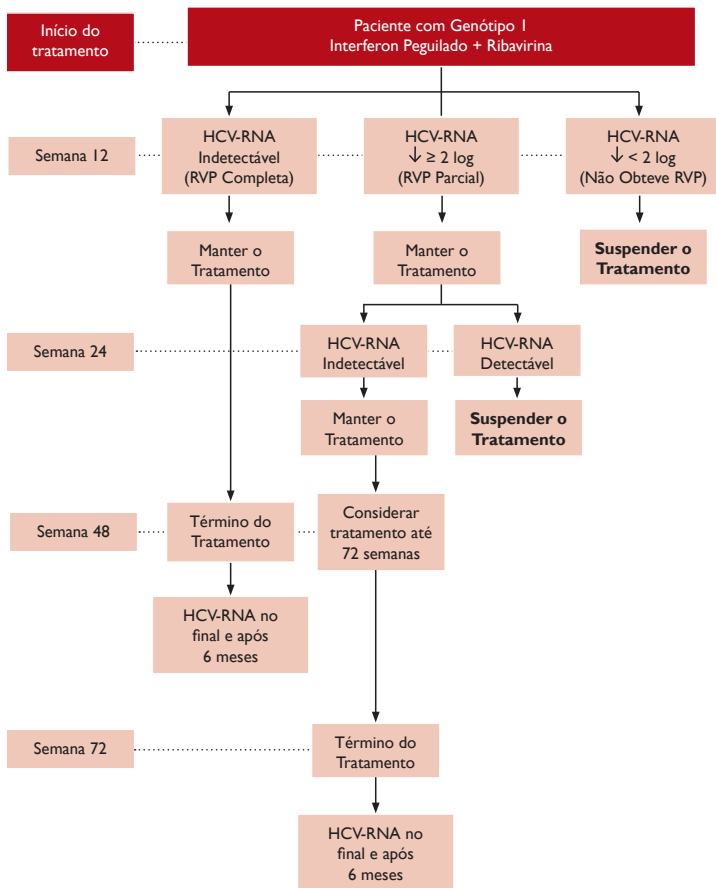 Início do
tratamento
Paciente com Genótipo 1
Interferon Peguilado + Ribavirina
Semana 12
HCV-RNA
Indetectável
(RVP Completa)
HCV-RNA
↓ ≥ 2 log
(RVP Parcial)
HCV-RNA
↓ < 2 log
(Não Obteve RVP)
Manter o
Tratamento
Manter o
Tratamento
Suspender o
Tratamento
Semana 24
HCV-RNA
Indetectável
HCV-RNA
Detectável
Manter o
Tratamento
Suspender o
Tratamento
Semana 48
Término do
Tratamento
Considerar
tratamento até
72 semanas
HCV-RNA no
final e após
6 meses
Semana 72
Término do
Tratamento
HCV-RNA no
final e após
6 meses